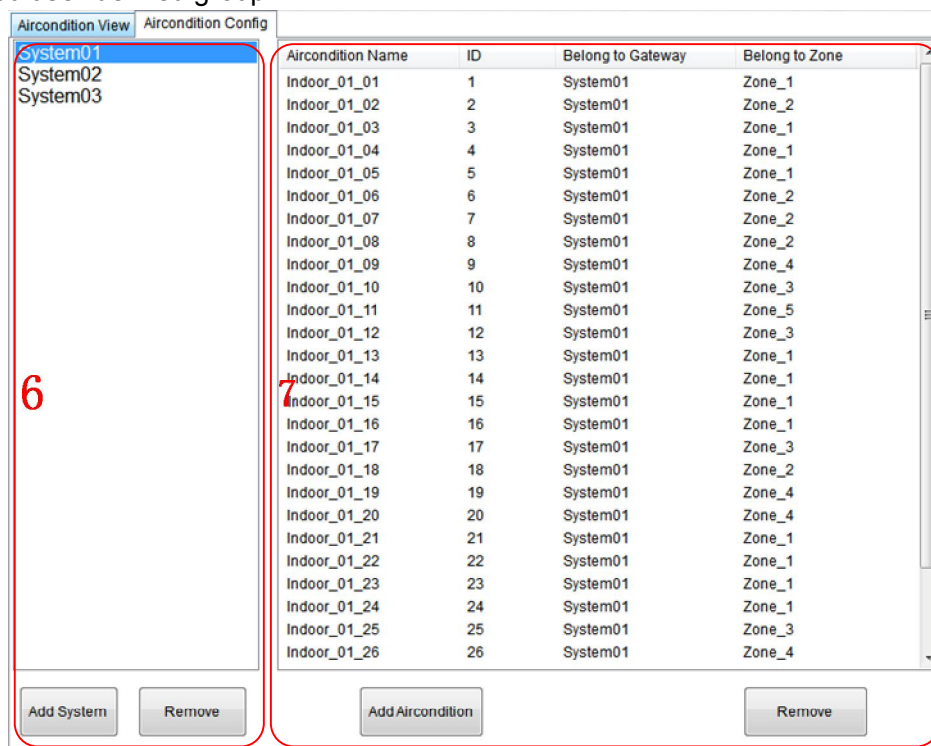 Aircondition View Aircondition Config
System01
System02
System03
6
Aircondition Name ID Belong to Gateway Belong to Zone
Indoor_01_01 1 System01 Zone_1
Indoor_01_02 2 System01 Zone_2
Indoor_01_03 3 System01 Zone_1
Indoor_01_04 4 System01 Zone_1
Indoor_01_05 5 System01 Zone_1
Indoor_01_06 6 System01 Zone_2
Indoor_01_07 7 System01 Zone_2
Indoor_01_08 8 System01 Zone_2
Indoor_01_09 9 System01 Zone_4
Indoor_01_10 10 System01 Zone_3
Indoor_01_11 11 System01 Zone_5
Indoor_01_12 12 System01 Zone_3
Indoor_01_13 13 System01 Zone_1
Indoor_01_14 14 System01 Zone_1
7
Indoor_01_15 15 System01 Zone_1
Indoor_01_16 16 System01 Zone_1
Indoor_01_17 17 System01 Zone_3
Indoor_01_18 18 System01 Zone_2
Indoor_01_19 19 System01 Zone_4
Indoor_01_20 20 System01 Zone_4
Indoor_01_21 21 System01 Zone_1
Indoor_01_22 22 System01 Zone_1
Indoor_01_23 23 System01 Zone_1
Indoor_01_24 24 System01 Zone_1
Indoor_01_25 25 System01 Zone_3
Indoor_01_26 26 System01 Zone_4
Add System Remove Add Aircondition Remove